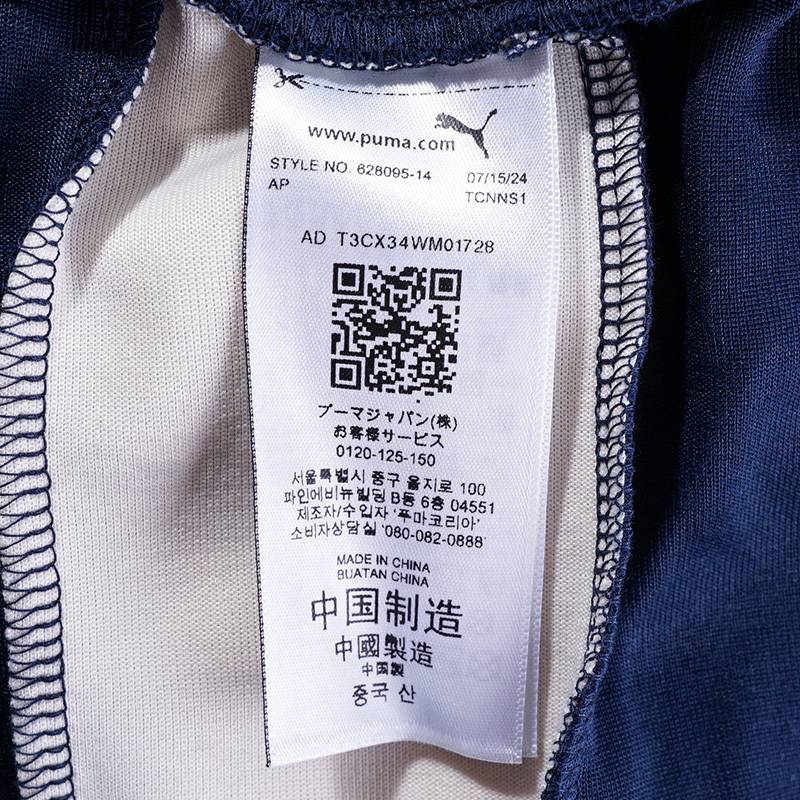 www.puma.com
STYLE NO. 628095-14 07/15/24
AP TCNNS1
AD T3CX34WM01728
プーマジャパン(株)
お客様サービス
0120-125-150
서울특별시 중구 을지로 100
파인에비뉴빌딩 B동 6층 04551
제조자/수입자 '푸마코리아'
소비자상담실 '080-082-0888'
MADE IN CHINA
BUATAN CHINA
中国制造
中國製造
中国製
중국 산